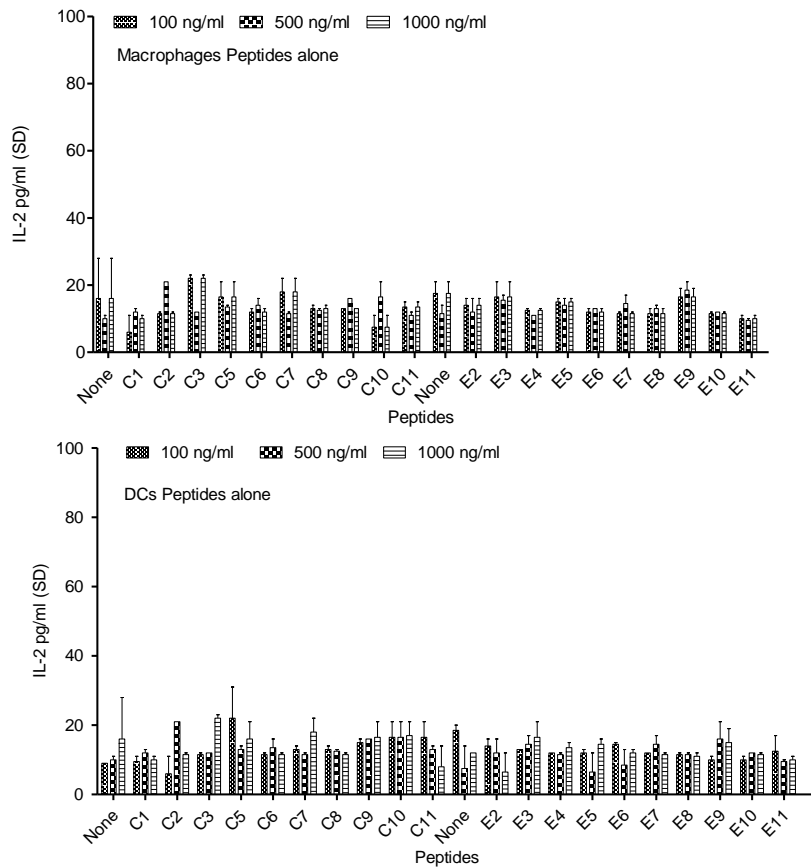 100 ng/ml 500 ng/ml 1000 ng/ml
Macrophages Peptides alone
IL-2 pg/ml (SD)
100
80
60
40
20
0
None C1 C2 C3 C5 C6 C7 C8 C9 C10 C11 None E2 E3 E4 E5 E6 E7 E8 E9 E10 E11
Peptides
100 ng/ml 500 ng/ml 1000 ng/ml
DCs Peptides alone
IL-2 pg/ml (SD)
100
80
60
40
20
0
None C1 C2 C3 C5 C6 C7 C8 C9 C10 C11 None E2 E3 E4 E5 E6 E7 E8 E9 E10 E11
Peptides